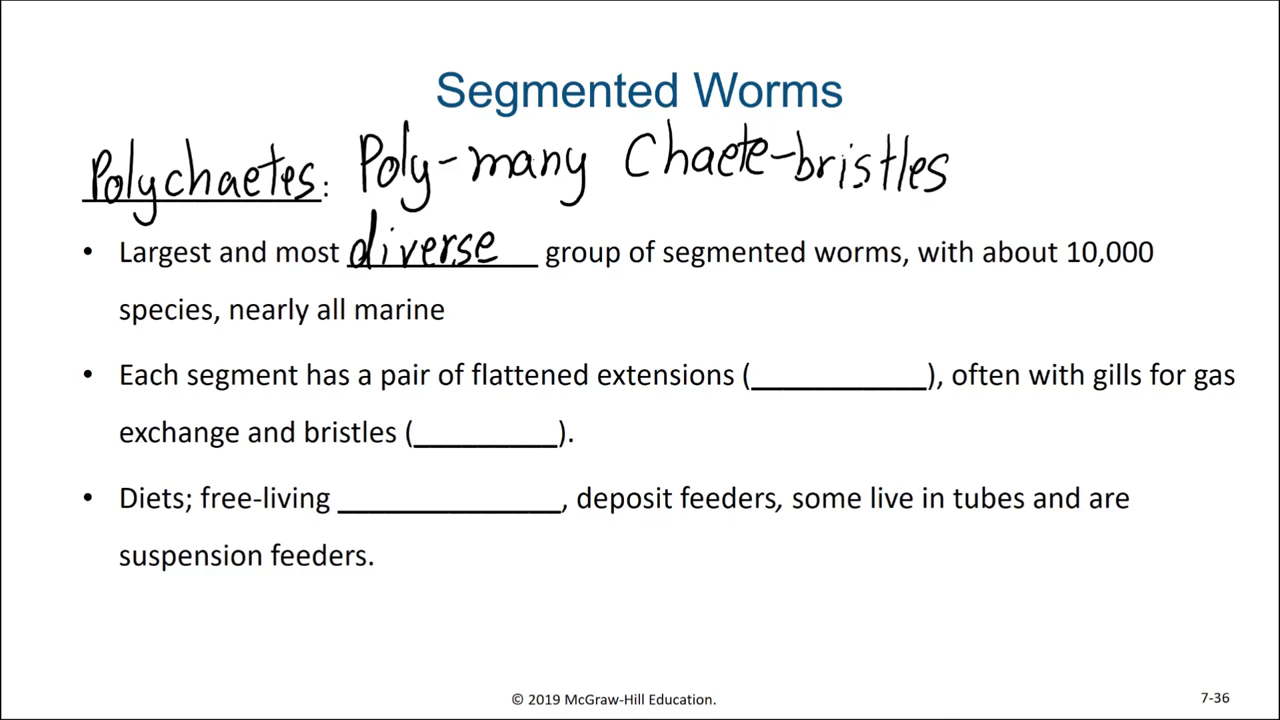 Segmented Worms
Polychaetes: Poly-many Chaete-bristles
• Largest and most diverse group of segmented worms, with about 10,000
species, nearly all marine
• Each segment has a pair of flattened extensions (____________), often with gills for gas
exchange and bristles (__________).
• Diets; free-living _______________, deposit feeders, some live in tubes and are
suspension feeders.
© 2019 McGraw-Hill Education.
7-36